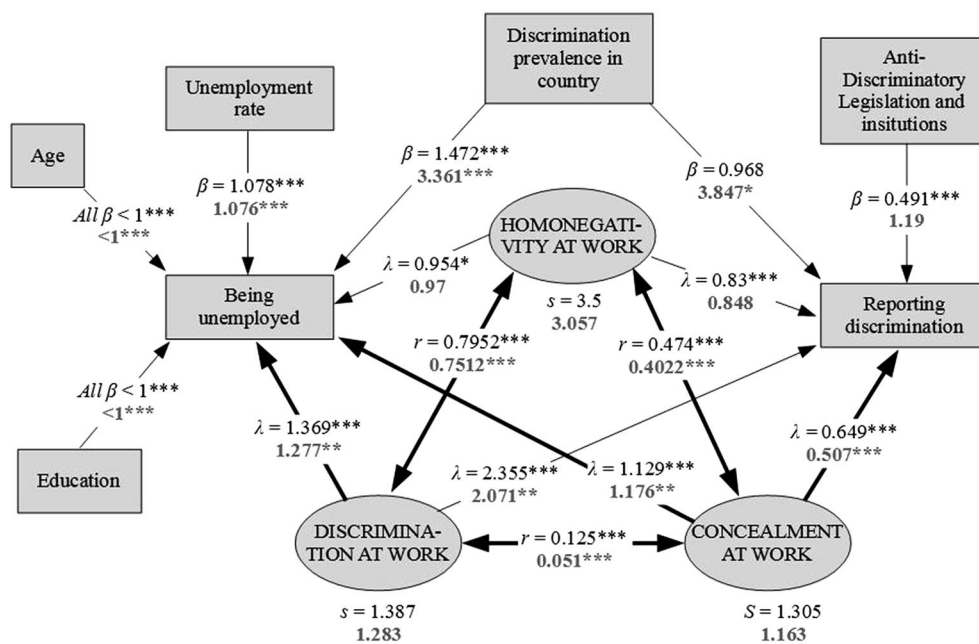 Discrimination
prevalence in
country
Anti-
Discriminatory
Legislation and
insitutions
Unemployment
rate
Age
β = 1.472***
3.361***
β = 0.968
3.847*
β = 1.078***
1.076***
β = 0.491***
1.19
All β < 1***
<1***
HOMONEGATI-
VITY AT WORK
λ = 0.954*
0.97
λ = 0.83***
0.848
Being
unemployed
s = 3.5
3.057
Reporting
discrimination
r = 0.7952***
0.7512***
r = 0.474***
0.4022***
All β < 1***
<1***
λ = 1.369***
1.277**
λ = 0.649***
0.507***
Education
λ = 2.355***
2.071**
λ = 1.129***
1.176**
DISCRIMINA-
TION AT WORK
r = 0.125***
0.051***
CONCEALMENT
AT WORK
s = 1.387
1.283
S = 1.305
1.163